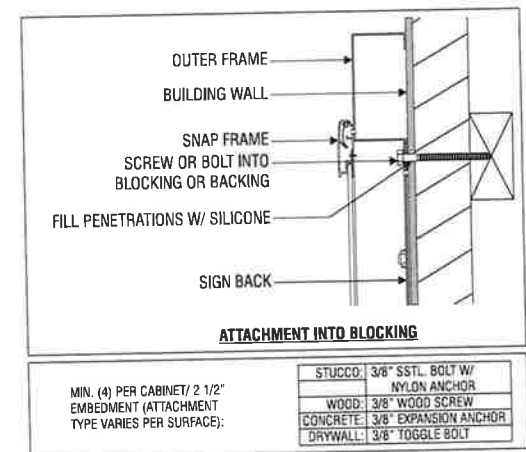 OUTER FRAME
BUILDING WALL
SNAP FRAME
SCREW OR BOLT INTO
BLOCKING OR BACKING
FILL PENETRATIONS W/ SILICONE
SIGN BACK
ATTACHMENT INTO BLOCKING
MIN. (4) PER CABINET/ 2 1/2"
EMBEDMENT (ATTACHMENT
TYPE VARIES PER SURFACE):
STUCCO: 3/8" SSTL. BOLT W/
NYLON ANCHOR
WOOD: 3/8" WOOD SCREW
CONCRETE: 3/8" EXPANSION ANCHOR
DRYWALL: 3/8" TOGGLE BOLT